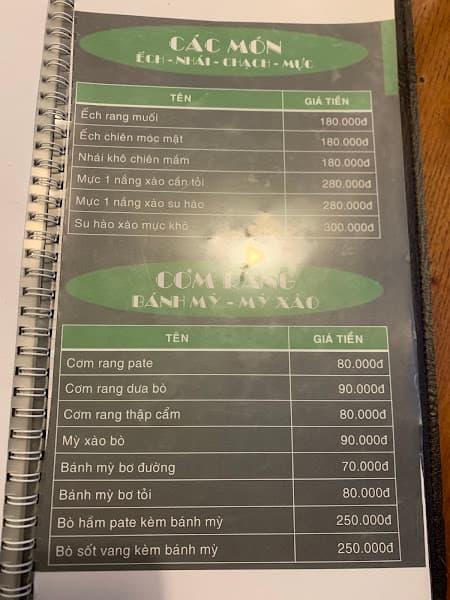 CÁC MÓN
ẾCH - NHÁI - CHẠCH - MỰC
TÊN GIÁ TIỀN
Ếch rang muối 180.000đ
Ếch chiên móc mật 180.000đ
Nhái khô chiên mắm 180.000đ
Mực 1 nắng xào cần tỏi 280.000đ
Mực 1 nắng xào su hào 280.000đ
Su hào xào mực khô 300.000đ
CƠM RANG
BÁNH MỲ - MỲ XÀO
TÊN GIÁ TIỀN
Cơm rang pate 80.000đ
Cơm rang dưa bò 90.000đ
Cơm rang thập cẩm 80.000đ
Mỳ xào bò 90.000đ
Bánh mỳ bơ đường 70.000đ
Bánh mỳ bơ tỏi 80.000đ
Bò hầm pate kèm bánh mỳ 250.000đ
Bò sốt vang kèm bánh mỳ 250.000đ